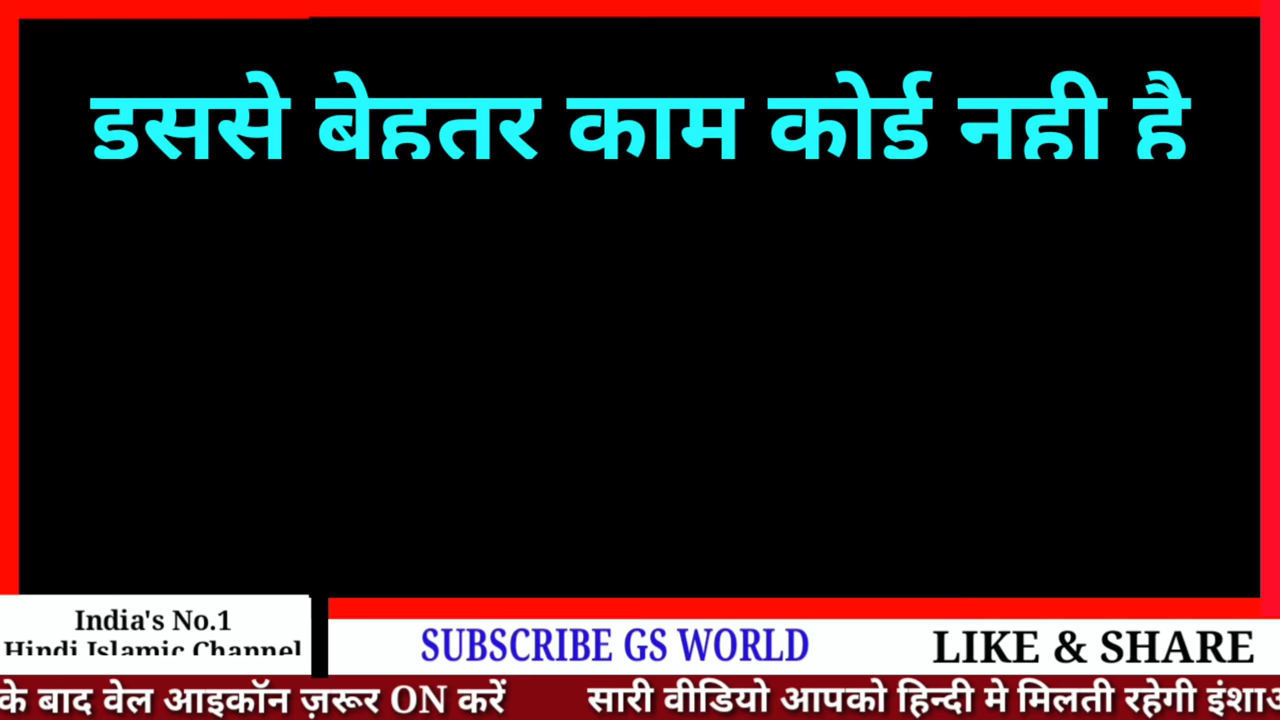 इससे बेहतर काम कोई नही है
India's No.1
Hindi Islamic Channel
SUBSCRIBE GS WORLD
LIKE & SHARE
के बाद वेल आइकॉन ज़रूर ON करें सारी वीडियो आपको हिन्दी मे मिलती रहेगी